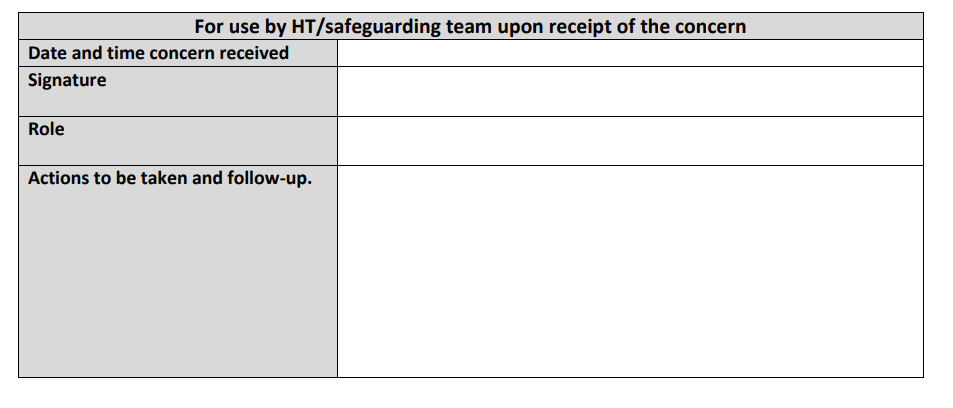 For use by HT/safeguarding team upon receipt of the concern
Date and time concern received
Signature
Role
Actions to be taken and follow-up.